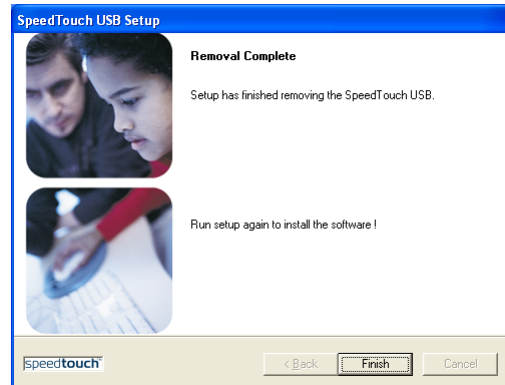 SpeedTouch USB Setup
Removal Complete
Setup has finished removing the SpeedTouch USB.
Run setup again to install the software !
speedtouch™
< Back
Finish
Cancel